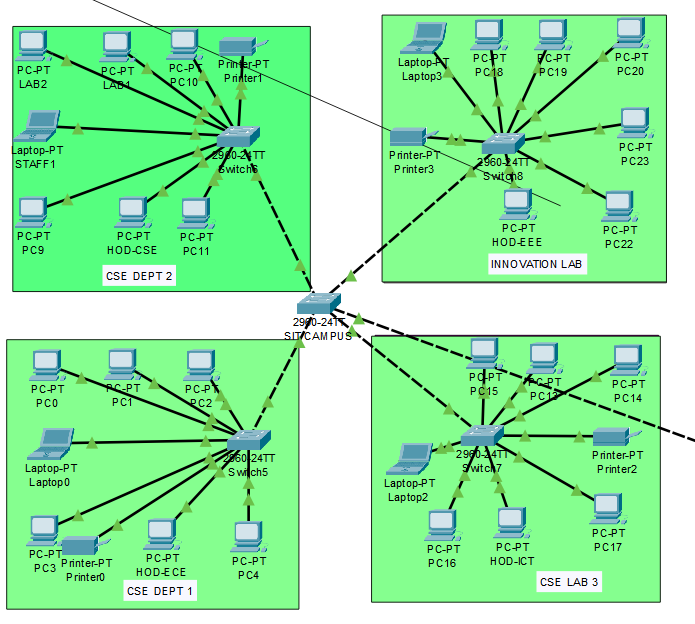 PC-PT
LAB2
PC-PT
LAB1
PC-PT
PC10
Printer-PT
Printer1
Laptop-PT
STAFF1
2960-24TT
Switch6
PC-PT
PC9
PC-PT
HOD-CSE
PC-PT
PC11
CSE DEPT 2
Laptop-PT
Laptop3
PC-PT
PC18
PC-PT
PC19
PC-PT
PC20
Printer-PT
Printer3
2960-24TT
Switch8
PC-PT
PC23
PC-PT
HOD-EEE
PC-PT
PC22
INNOVATION LAB
2960-24TT
SIT CAMPUS
PC-PT
PC0
PC-PT
PC1
PC-PT
PC2
Laptop-PT
Laptop0
2960-24TT
Switch5
PC-PT
PC3
Printer-PT
Printer0
PC-PT
HOD-ECE
PC-PT
PC4
CSE DEPT 1
PC-PT
PC15
PC-PT
PC13
PC-PT
PC14
2960-24TT
Switch7
Printer-PT
Printer2
Laptop-PT
Laptop2
PC-PT
PC16
PC-PT
HOD-ICT
PC-PT
PC17
CSE LAB 3